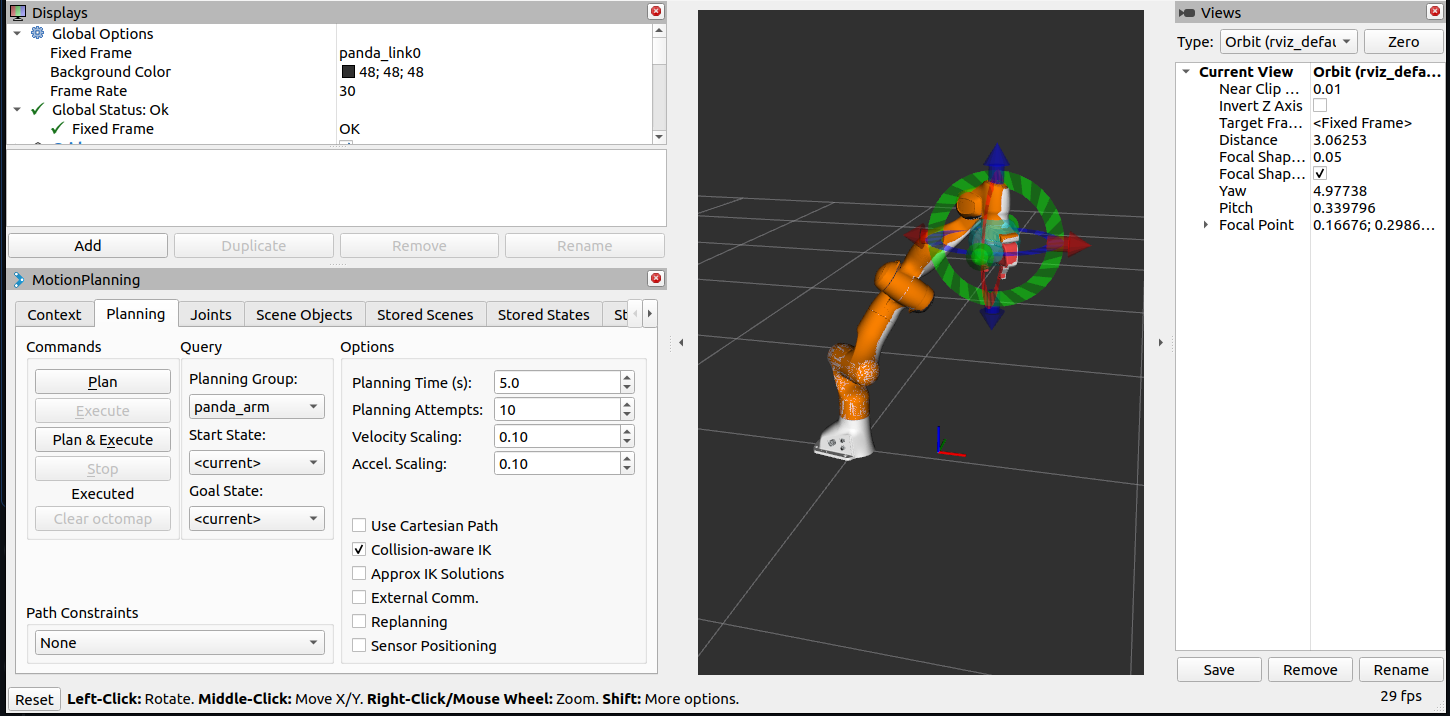 Displays
Global Options
Fixed Frame panda_link0
Background Color 48; 48; 48
Frame Rate 30
Global Status: Ok
Fixed Frame OK
Add Duplicate Remove Rename
MotionPlanning
Context Planning Joints Scene Objects Stored Scenes Stored States St
Commands Query Options
Plan
Execute
Plan & Execute
Stop
Executed
Clear octomap
Planning Group:
panda_arm
Start State:
<current>
Goal State:
<current>
Planning Time (s): 5.0
Planning Attempts: 10
Velocity Scaling: 0.10
Accel. Scaling: 0.10
Use Cartesian Path
Collision-aware IK
Approx IK Solutions
External Comm.
Replanning
Sensor Positioning
Path Constraints
None
Reset Left-Click: Rotate. Middle-Click: Move X/Y. Right-Click/Mouse Wheel: Zoom. Shift: More options.
Views
Type: Orbit (rviz_defau Zero
Current View Orbit (rviz_defa...
Near Clip ... 0.01
Invert Z Axis
Target Fra... <Fixed Frame>
Distance 3.06253
Focal Shap... 0.05
Focal Shap...
Yaw 4.97738
Pitch 0.339796
Focal Point 0.16676; 0.2986...
Save Remove Rename
29 fps